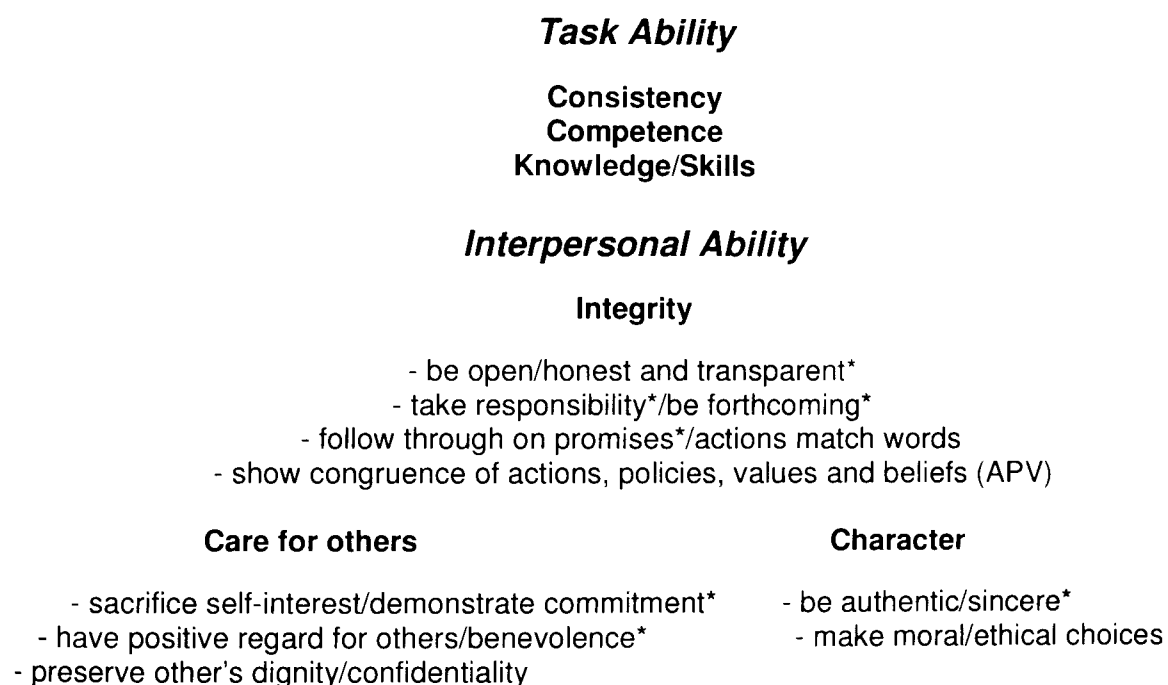 Task Ability
Consistency
Competence
Knowledge/Skills
Interpersonal Ability
Integrity
- be open/honest and transparent*
- take responsibility*/be forthcoming*
- follow through on promises*/actions match words
- show congruence of actions, policies, values and beliefs (APV)
Care for others
- sacrifice self-interest/demonstrate commitment*
- have positive regard for others/benevolence*
- preserve other's dignity/confidentiality
Character
- be authentic/sincere*
- make moral/ethical choices